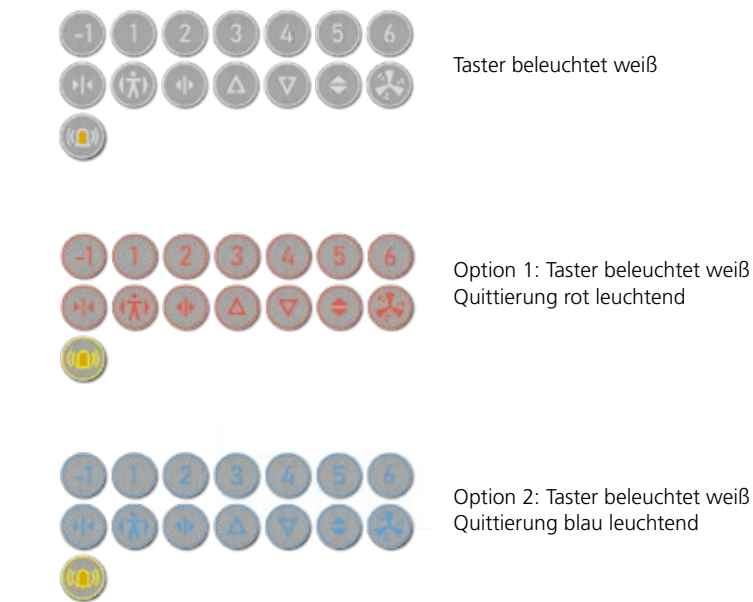 -1 1 2 3 4 5 6
Taster beleuchtet weiß
-1 1 2 3 4 5 6
Option 1: Taster beleuchtet weiß
Quittierung rot leuchtend
-1 1 2 3 4 5 6
Option 2: Taster beleuchtet weiß
Quittierung blau leuchtend